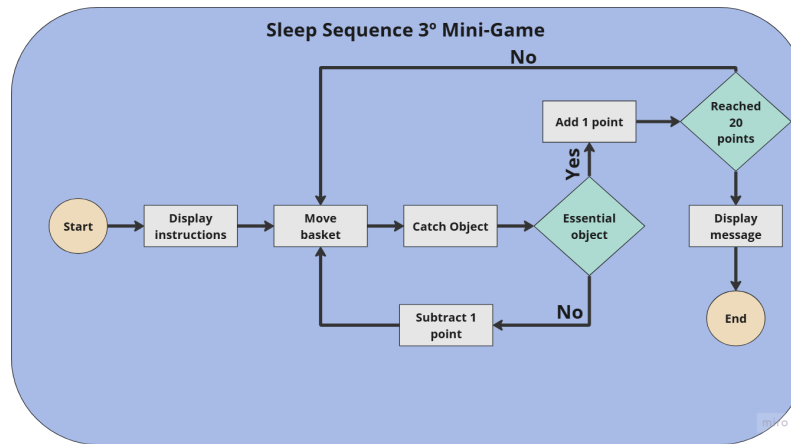 Sleep Sequence 3º Mini-Game
No
Reached
20
points
Add 1 point
Yes
Start
Display
instructions
Move
basket
Catch Object
Essential
object
Display
message
Subtract 1
point
No
End
miro